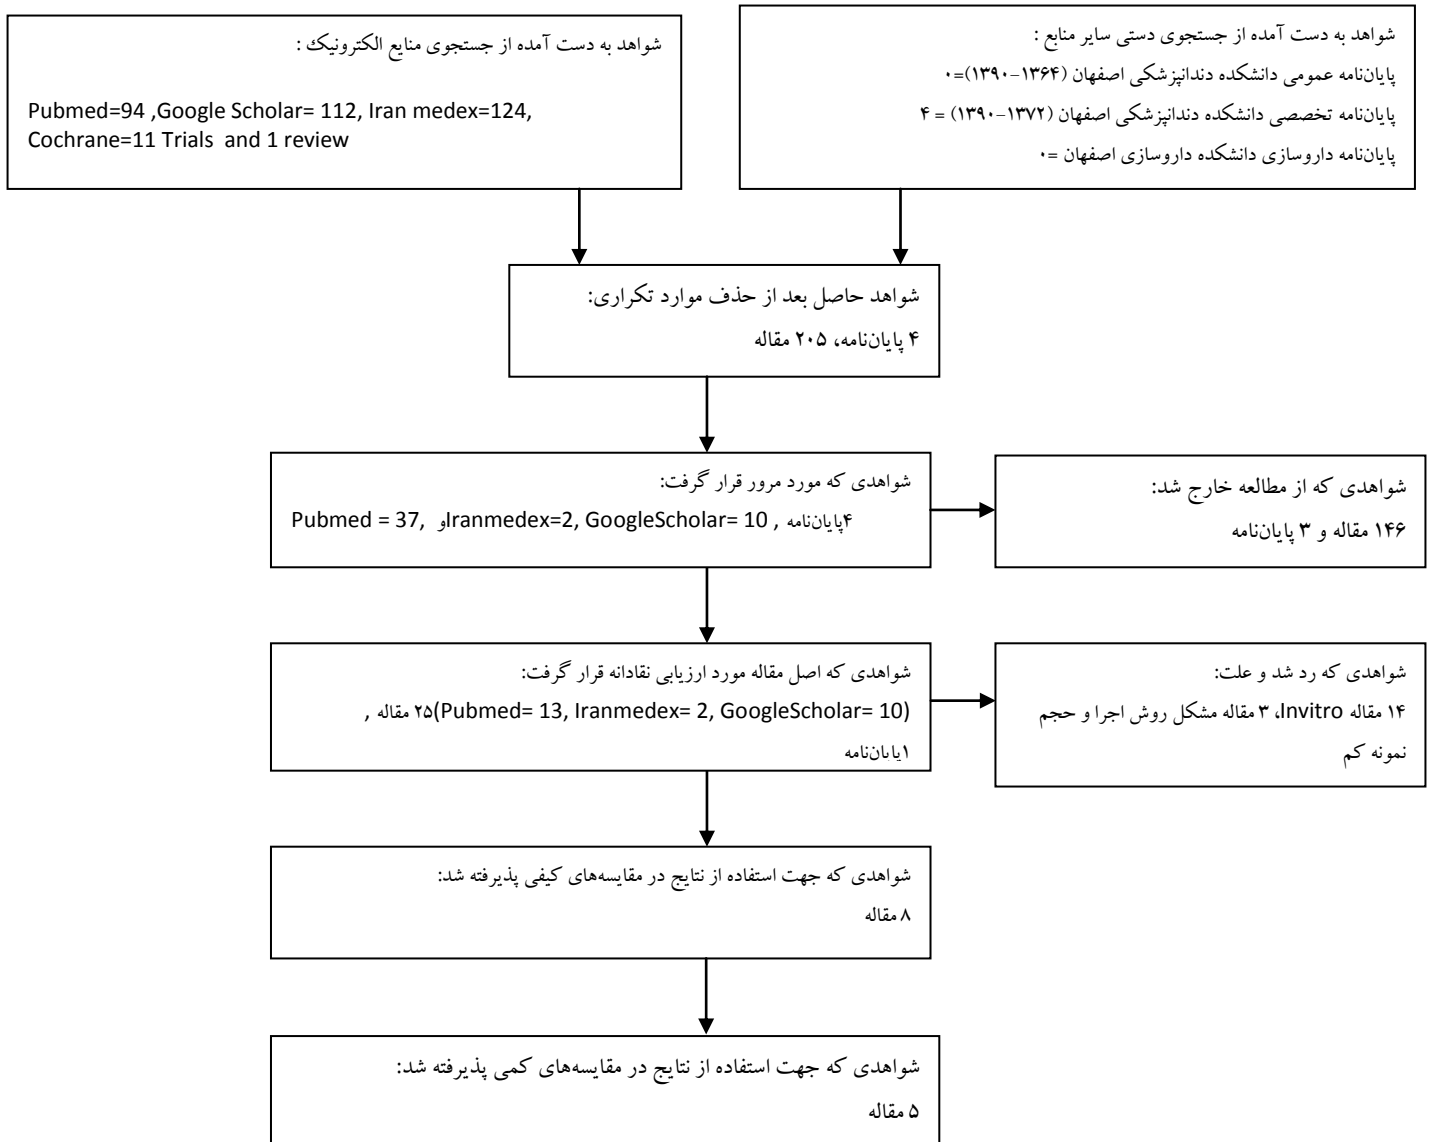 شواهد به دست آمده از جستجوی منابع الکترونیک :
Pubmed=94 ,Google Scholar= 112, Iran medex=124,
Cochrane=11 Trials and 1 review
شواهد به دست آمده از جستجوی دستی سایر منابع :
پایان‌نامه عمومی دانشکده دندانپزشکی اصفهان (۱۳۶۴-۱۳۹۰)=۰
پایان‌نامه تخصصی دانشکده دندانپزشکی اصفهان (۱۳۷۲-۱۳۹۰) = ۴
پایان‌نامه داروسازی دانشکده داروسازی اصفهان =۰
شواهد حاصل بعد از حذف موارد تکراری:
۴ پایان‌نامه، ۲۰۵ مقاله
شواهدی که مورد مرور قرار گرفت:
Pubmed = 37, وIranmedex=2, GoogleScholar= 10 , ۴پایان‌نامه
شواهدی که از مطالعه خارج شد:
۱۴۶ مقاله و ۳ پایان‌نامه
شواهدی که اصل مقاله مورد ارزیابی نقادانه قرار گرفت:
, ۲۵ مقاله(Pubmed= 13, Iranmedex= 2, GoogleScholar= 10)
۱پایان‌نامه
شواهدی که رد شد و علت:
۱۴ مقاله Invitro، ۳ مقاله مشکل روش اجرا و حجم
نمونه کم
شواهدی که جهت استفاده از نتایج در مقایسه‌های کیفی پذیرفته شد:
۸ مقاله
شواهدی که جهت استفاده از نتایج در مقایسه‌های کمی پذیرفته شد:
۵ مقاله